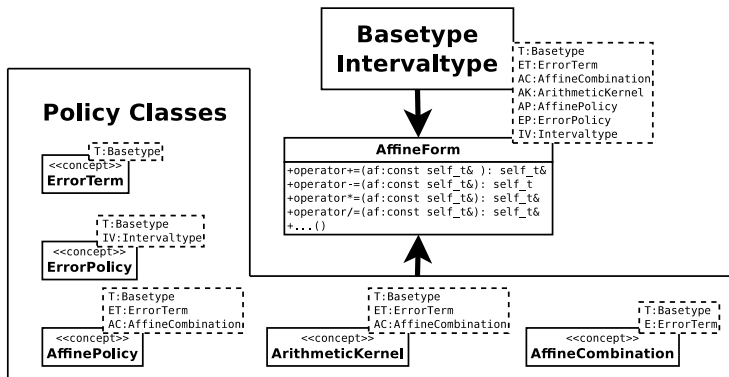 Basetype
Intervaltype
T:Basetype
ET:ErrorTerm
AC:AffineCombination
AK:ArithmeticKernel
AP:AffinePolicy
EP:ErrorPolicy
IV:Intervaltype
AffineForm
+operator+=(af:const self_t& ): self_t&
+operator-=(af:const self_t&): self_t
+operator*=(af:const self_t&): self_t&
+operator/=(af:const self_t&): self_t&
+...()
Policy Classes
T:Basetype
<<concept>>
ErrorTerm
T:Basetype
IV:Intervaltype
<<concept>>
ErrorPolicy
T:Basetype
ET:ErrorTerm
AC:AffineCombination
<<concept>>
AffinePolicy
T:Basetype
ET:ErrorTerm
AC:AffineCombination
<<concept>>
ArithmeticKernel
T:Basetype
E:ErrorTerm
<<concept>>
AffineCombination